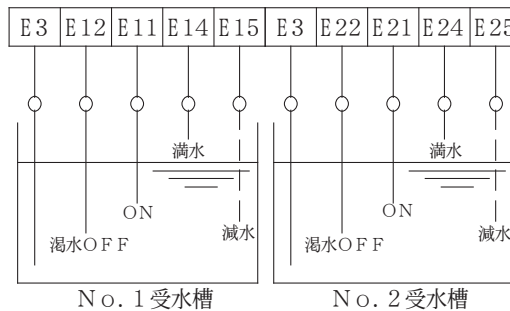 E3 E12 E11 E14 E15 E3 E22 E21 E24 E25
満水 満水
ON ON
渇水OFF 減水 渇水OFF 減水
No.1受水槽 No.2受水槽